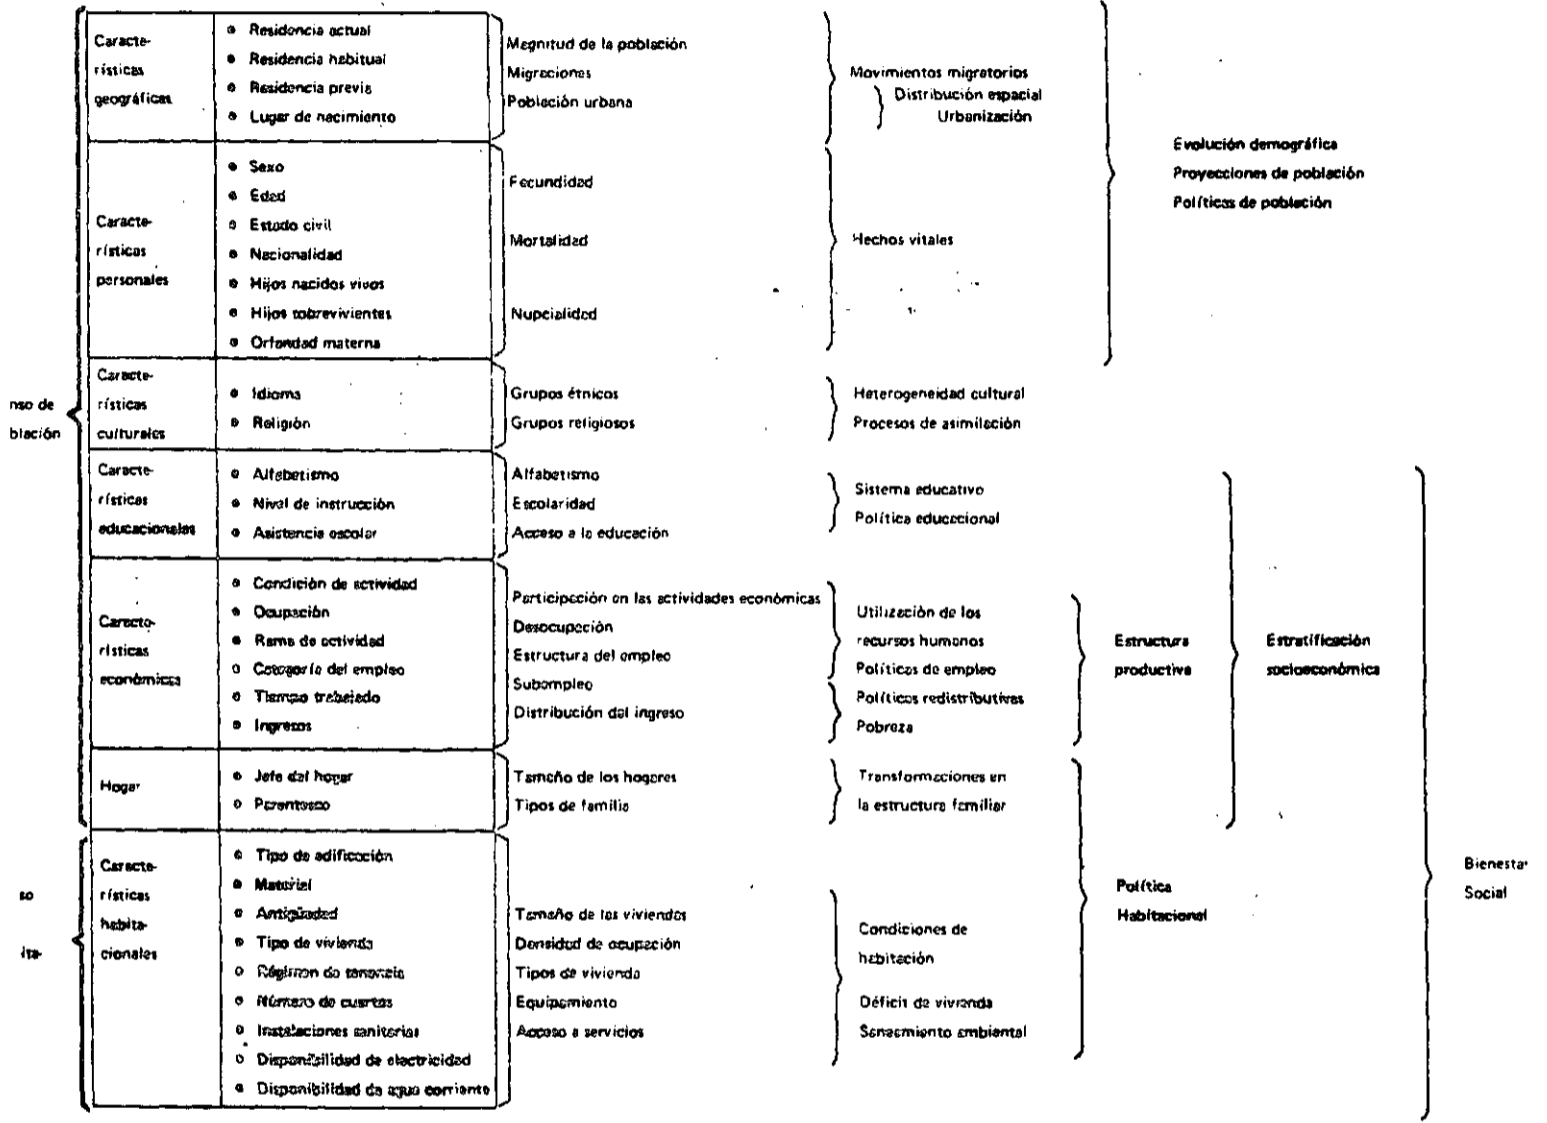 nso de
blación
Caracte-
rísticas
geográficas
• Residencia actual
• Residencia habitual
• Residencia previa
• Lugar de nacimiento
Magnitud de la población
Migraciones
Población urbana
Movimientos migratorios
Distribución espacial
Urbanización
Caracte-
rísticas
personales
• Sexo
• Edad
• Estado civil
• Nacionalidad
• Hijos nacidos vivos
• Hijos sobrevivientes
• Orfandad materna
Fecundidad
Mortalidad
Nupcialidad
Hechos vitales
Evolución demográfica
Proyecciones de población
Políticas de población
Caracte-
rísticas
culturales
• Idioma
• Religión
Grupos étnicos
Grupos religiosos
Heterogeneidad cultural
Procesos de asimilación
Caracte-
rísticas
educacionales
• Alfabetismo
• Nivel de instrucción
• Asistencia escolar
Alfabetismo
Escolaridad
Acceso a la educación
Sistema educativo
Política educacional
Caracte-
rísticas
económicas
• Condición de actividad
• Ocupación
• Rama de actividad
• Categoría del empleo
• Tiempo trabajado
• Ingresos
Participación en las actividades económicas
Desocupación
Estructura del empleo
Subempleo
Distribución del ingreso
Utilización de los
recursos humanos
Políticas de empleo
Políticas redistributivas
Pobreza
Estructura
productiva
Estratificación
socioeconómica
Hogar
• Jefe del hogar
• Parentesco
Tamaño de los hogares
Tipos de familia
Transformaciones en
la estructura familiar
so
ita-
Caracte-
rísticas
habita-
cionales
• Tipo de edificación
• Material
• Antigüedad
• Tipo de vivienda
• Régimen de tenencia
• Número de cuartos
• Instalaciones sanitarias
• Disponibilidad de electricidad
• Disponibilidad de agua corriente
Tamaño de las viviendas
Densidad de ocupación
Tipos de vivienda
Equipamiento
Acceso a servicios
Condiciones de
habitación
Déficit de vivienda
Saneamiento ambiental
Política
Habitacional
Bienestar
Social